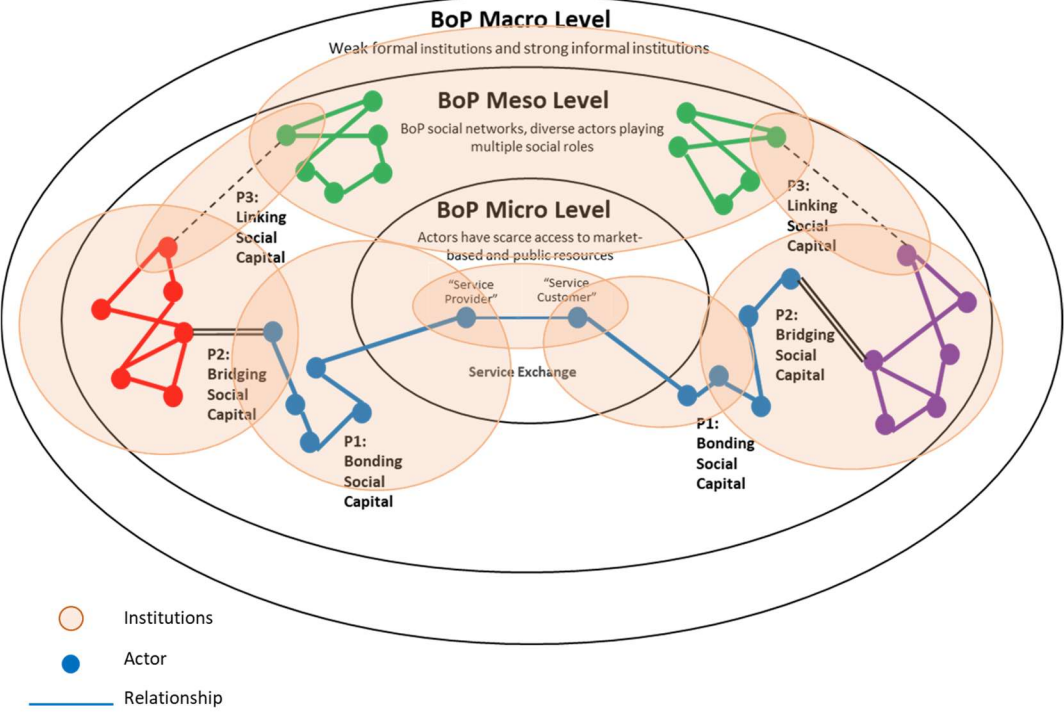 BoP Macro Level
Weak formal institutions and strong informal institutions
BoP Meso Level
BoP social networks, diverse actors playing
multiple social roles
P3:
Linking
Social
Capital
P3:
Linking
Social
Capital
BoP Micro Level
Actors have scarce access to market-
based and public resources
"Service
Provider"
"Service
Customer"
Service Exchange
P2:
Bridging
Social
Capital
P2:
Bridging
Social
Capital
P1:
Bonding
Social
Capital
P1:
Bonding
Social
Capital
Institutions
Actor
Relationship